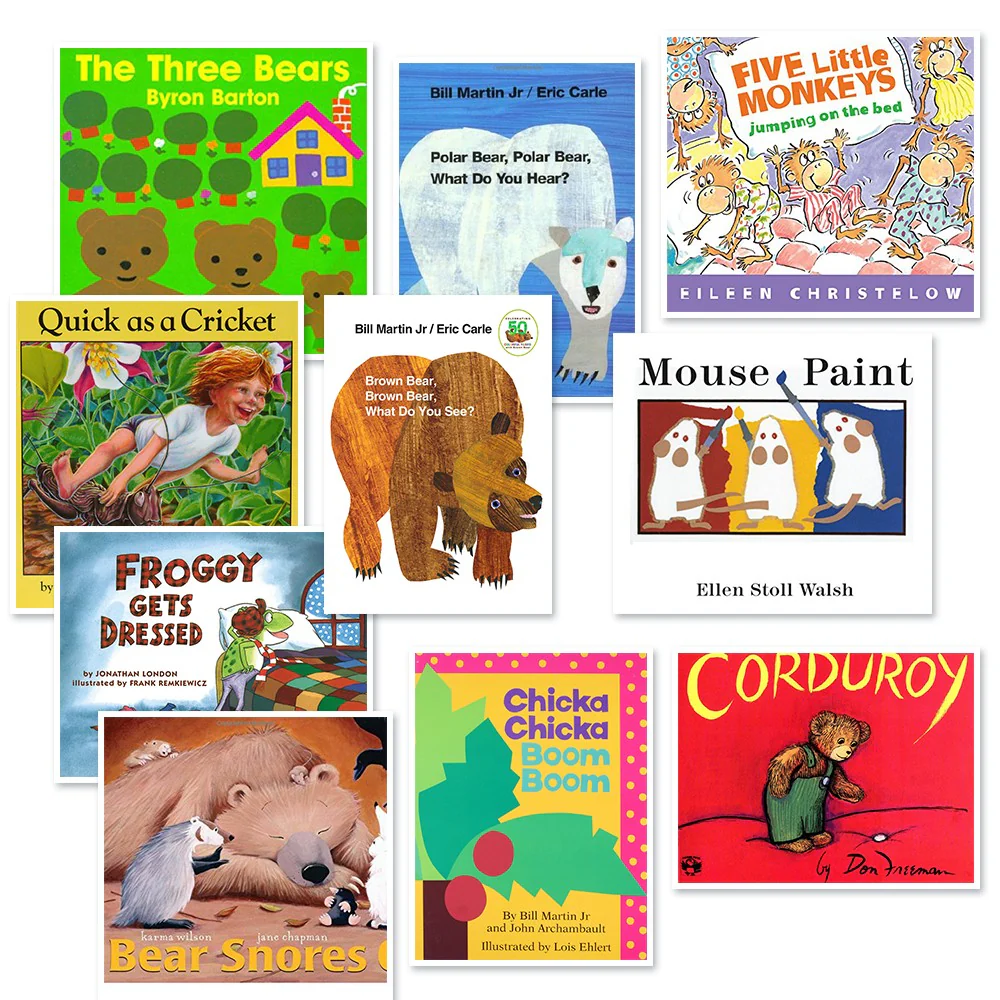 The Three Bears
Byron Barton
Bill Martin Jr / Eric Carle
Polar Bear, Polar Bear,
What Do You Hear?
FIVE Little
MONKEYS
jumping on the bed
EILEEN CHRISTELOW
Quick as a Cricket
by
Bill Martin Jr / Eric Carle
CELEBRATING
50
Brown Bear,
Brown Bear,
What Do You See?
Mouse Paint
Ellen Stoll Walsh
FROGGY
GETS
DRESSED
by JONATHAN LONDON
illustrated by FRANK REMKIEWICZ
karma wilson jane chapman
Bear Snores
Chicka
Chicka
Boom
Boom
By Bill Martin Jr
and John Archambault
Illustrated by Lois Ehlert
CORDUROY
by Don Freeman